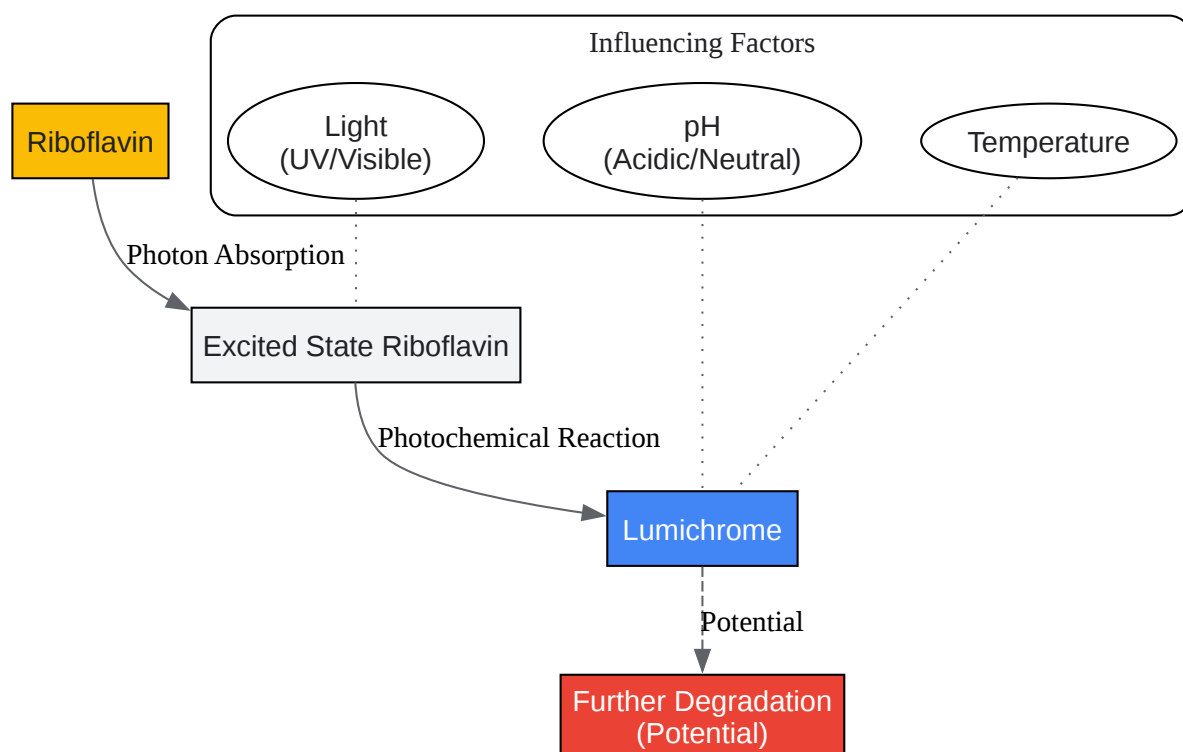 Influencing Factors
Riboflavin
Light
(UV/Visible)
pH
(Acidic/Neutral)
Temperature
Photon Absorption
Excited State Riboflavin
Photochemical Reaction
Lumichrome
Potential
Further Degradation
(Potential)